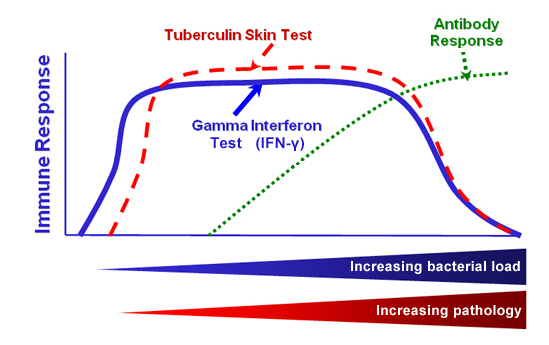 Antibody
Response
Tuberculin Skin Test
Immune Response
Gamma Interferon
Test (IFN-γ)
Increasing bacterial load
Increasing pathology